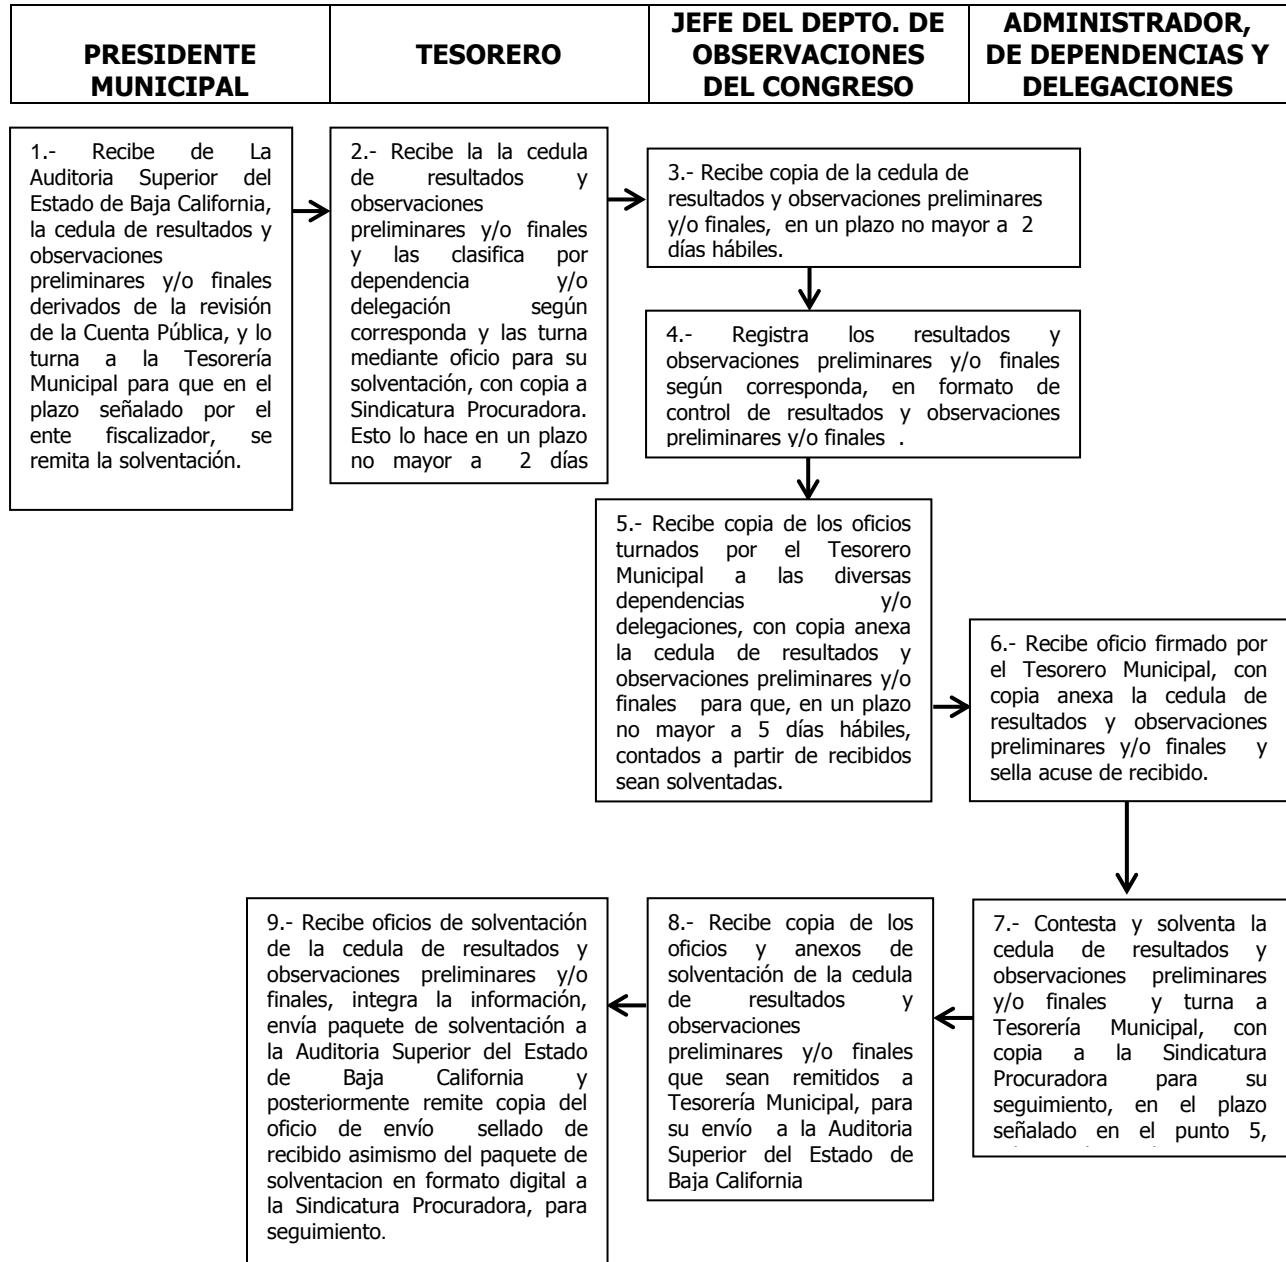 PRESIDENTE
MUNICIPAL
TESORERO
JEFE DEL DEPTO. DE
OBSERVACIONES
DEL CONGRESO
ADMINISTRADOR,
DE DEPENDENCIAS Y
DELEGACIONES
1.- Recibe de La
Auditoria Superior del
Estado de Baja California,
la cedula de resultados y
observaciones
preliminares y/o finales
derivados de la revisión
de la Cuenta Pública, y lo
turna a la Tesorería
Municipal para que en el
plazo señalado por el
ente fiscalizador, se
remita la solventación.
2.- Recibe la la cedula
de resultados y
observaciones
preliminares y/o finales
y las clasifica por
dependencia y/o
delegación según
corresponda y las turna
mediante oficio para su
solventación, con copia a
Sindicatura Procuradora.
Esto lo hace en un plazo
no mayor a 2 días
3.- Recibe copia de la cedula de
resultados y observaciones preliminares
y/o finales, en un plazo no mayor a 2
días hábiles.
4.- Registra los resultados y
observaciones preliminares y/o finales
según corresponda, en formato de
control de resultados y observaciones
preliminares y/o finales .
5.- Recibe copia de los oficios
turnados por el Tesorero
Municipal a las diversas
dependencias y/o
delegaciones, con copia anexa
la cedula de resultados y
observaciones preliminares y/o
finales para que, en un plazo
no mayor a 5 días hábiles,
contados a partir de recibidos
sean solventadas.
6.- Recibe oficio firmado por
el Tesorero Municipal, con
copia anexa la cedula de
resultados y observaciones
preliminares y/o finales y
sella acuse de recibido.
7.- Contesta y solventa la
cedula de resultados y
observaciones preliminares
y/o finales y turna a
Tesorería Municipal, con
copia a la Sindicatura
Procuradora para su
seguimiento, en el plazo
señalado en el punto 5,
8.- Recibe copia de los
oficios y anexos de
solventación de la cedula
de resultados y
observaciones
preliminares y/o finales
que sean remitidos a
Tesorería Municipal, para
su envío a la Auditoria
Superior del Estado de
Baja California
9.- Recibe oficios de solventación
de la cedula de resultados y
observaciones preliminares y/o
finales, integra la información,
envía paquete de solventación a
la Auditoria Superior del Estado
de Baja California y
posteriormente remite copia del
oficio de envío sellado de
recibido asimismo del paquete de
solventacion en formato digital a
la Sindicatura Procuradora, para
seguimiento.